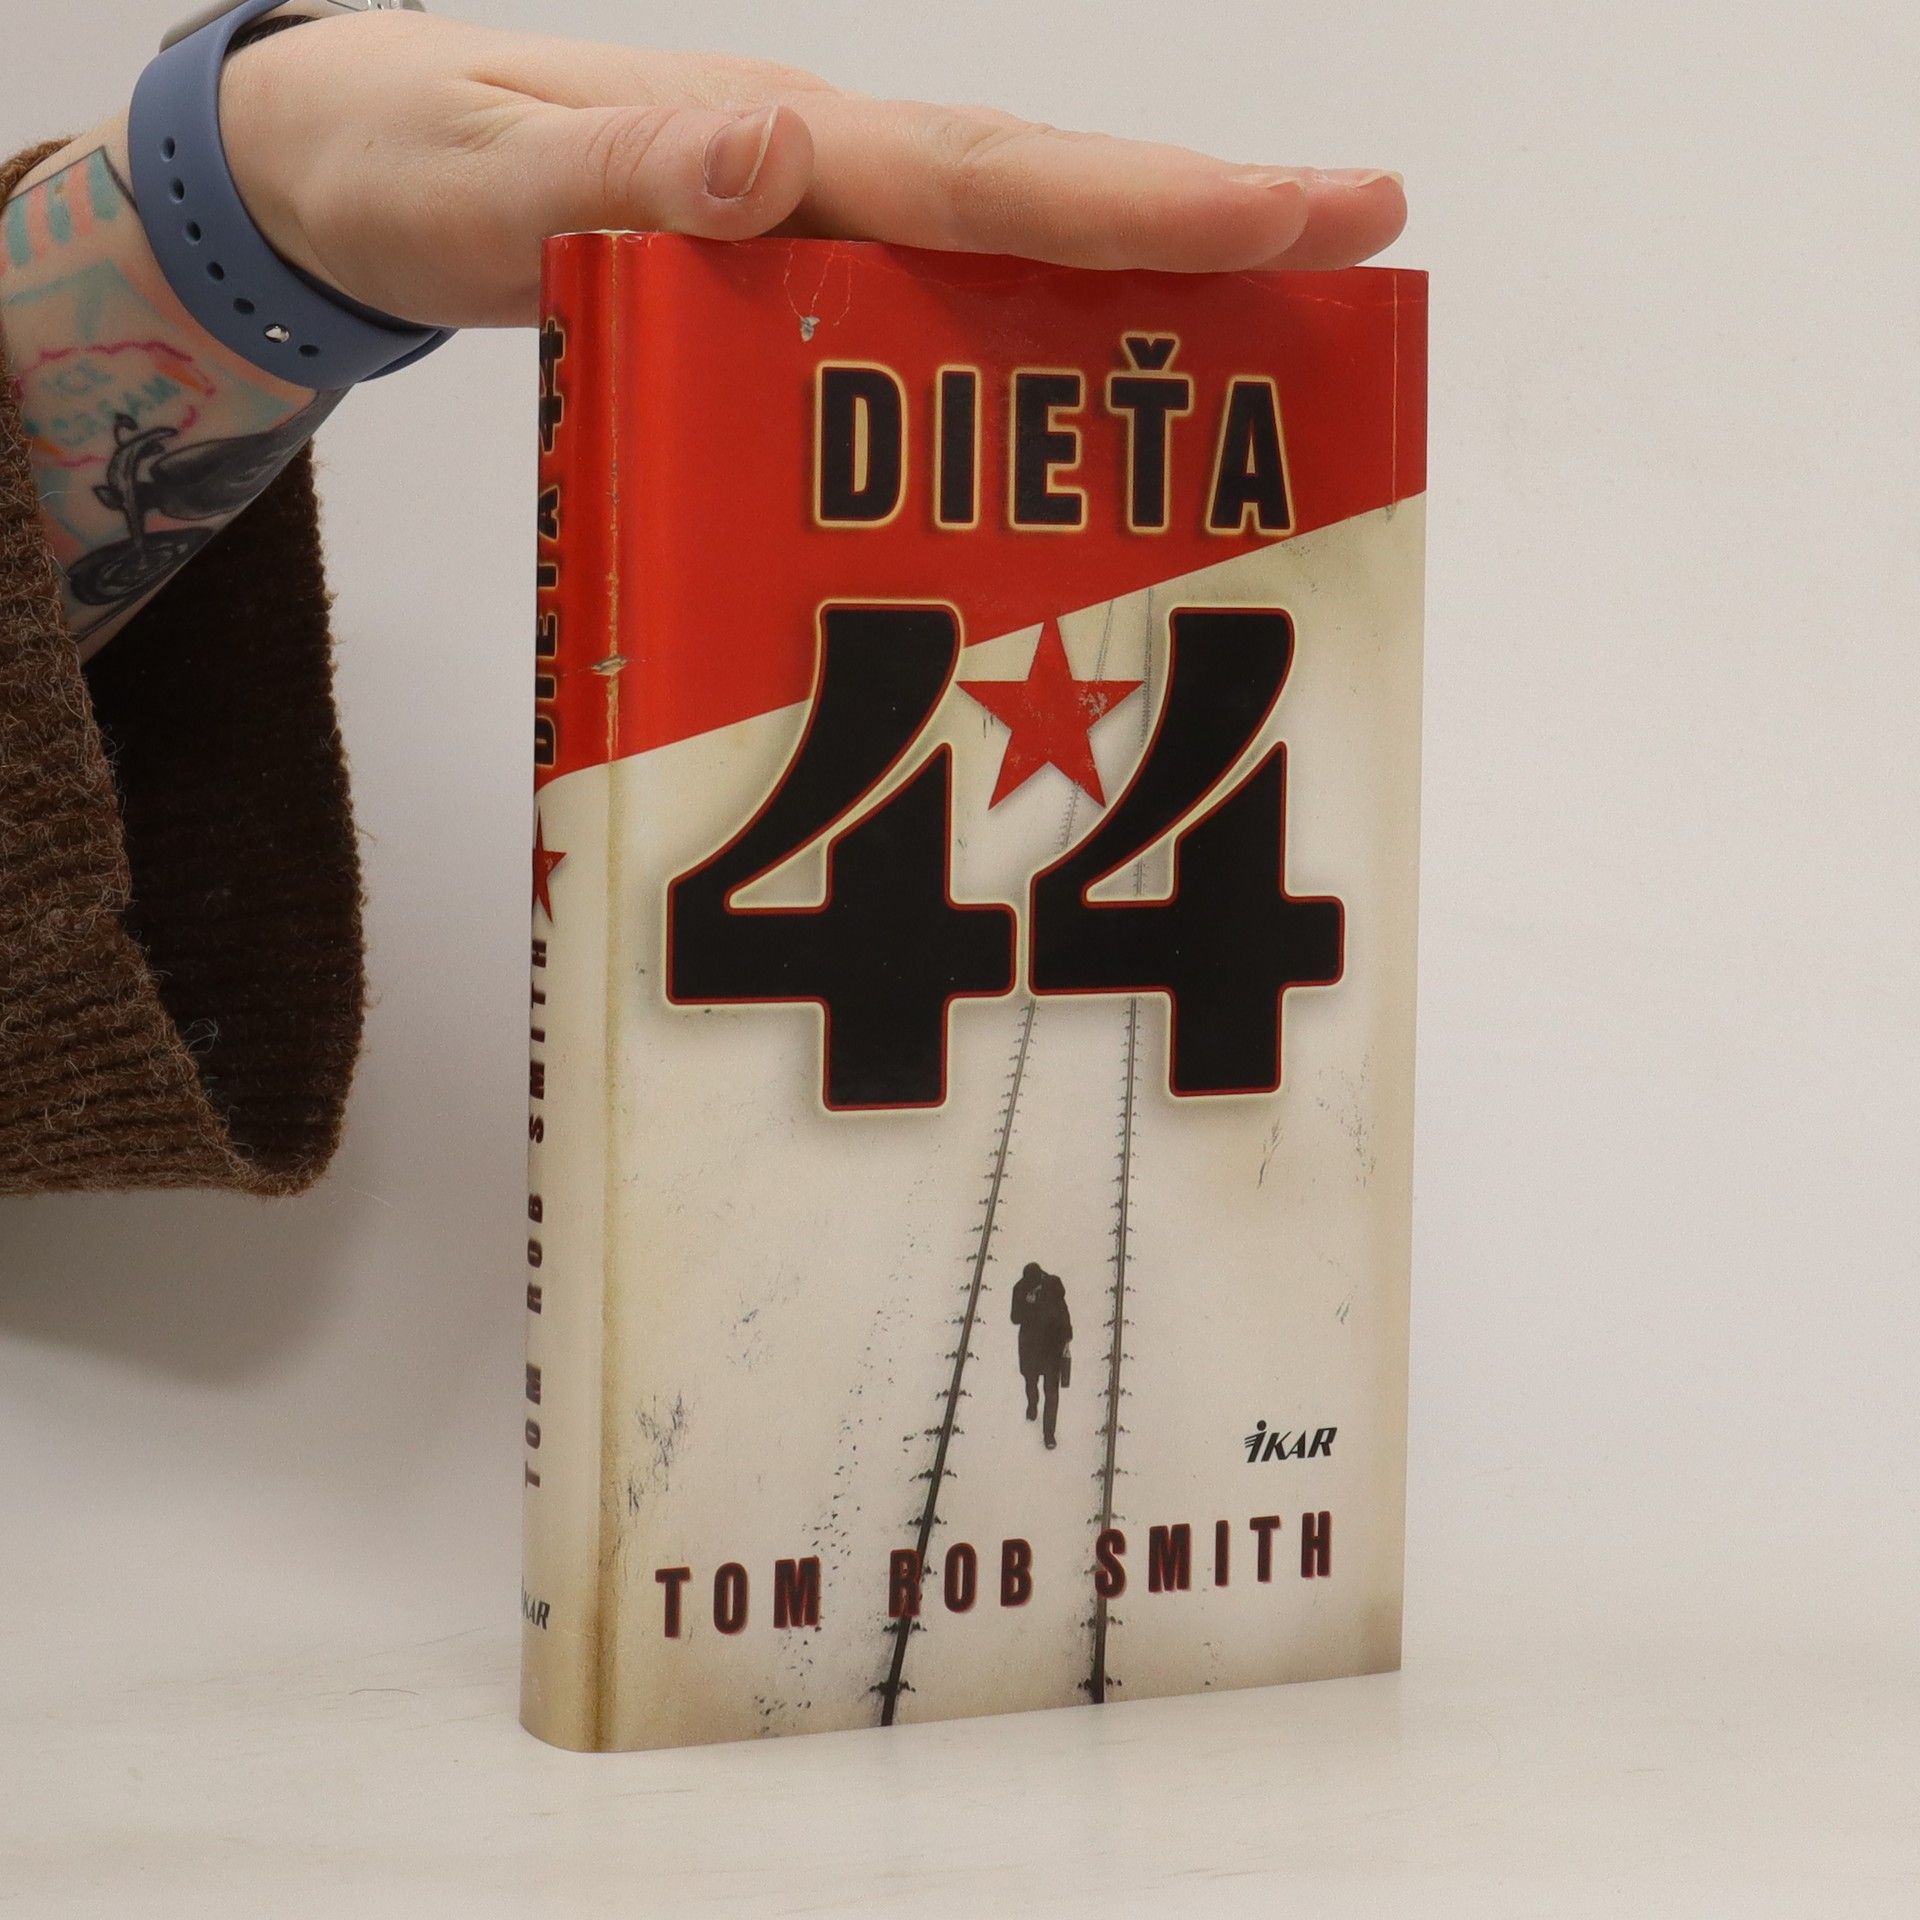 DIEŤA
44
TOM ROB SMITH
IKAR
DIEŤA 44
TOM ROB SMITH
IKAR